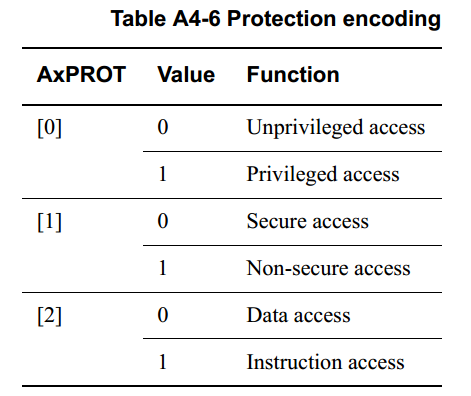 Table A4-6 Protection encoding
AxPROT Value Function
[0] 0 Unprivileged access
1 Privileged access
[1] 0 Secure access
1 Non-secure access
[2] 0 Data access
1 Instruction access